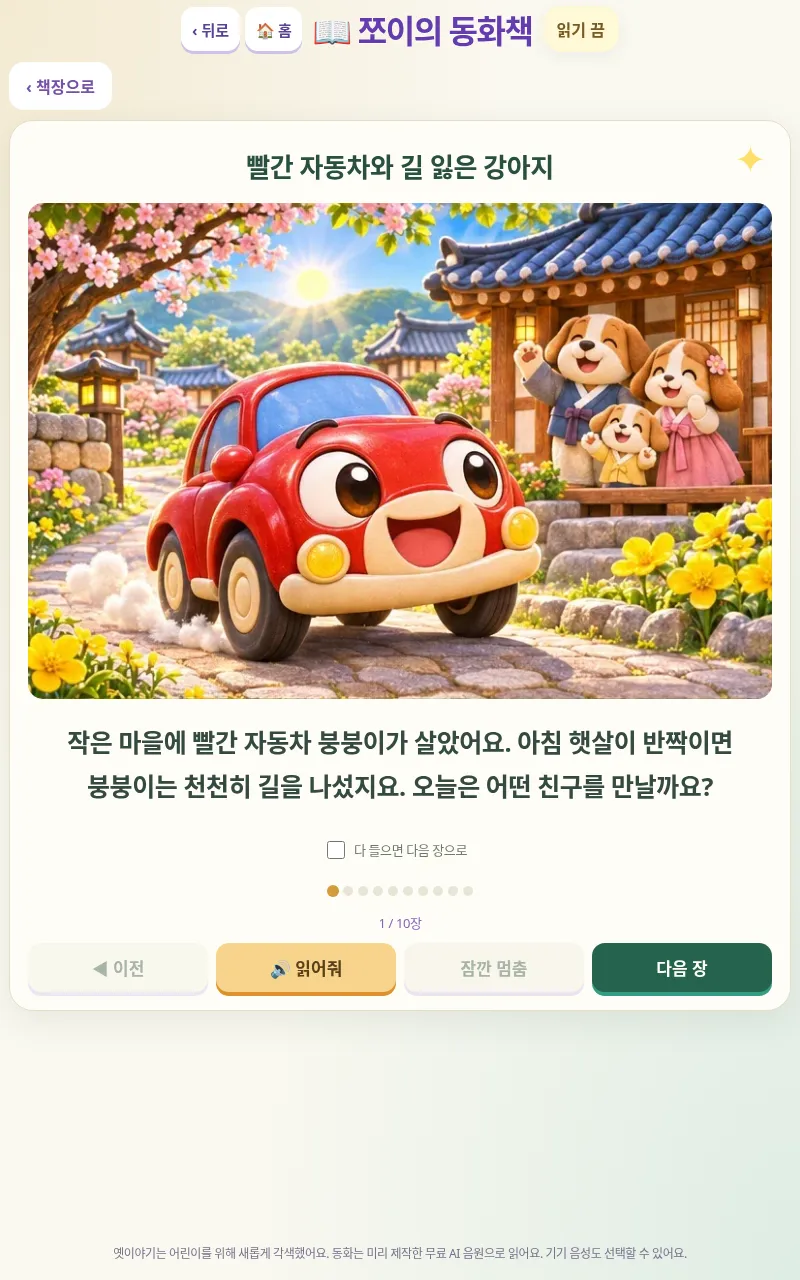 ‹ 뒤로
🏠 홈
📖 쪼이의 동화책
읽기 끔
‹ 책장으로
빨간 자동차와 길 잃은 강아지
작은 마을에 빨간 자동차 붕붕이가 살았어요. 아침 햇살이 반짝이면
붕붕이는 천천히 길을 나섰지요. 오늘은 어떤 친구를 만날까요?
다 들으면 다음 장으로
1 / 10장
◀ 이전
🔊 읽어줘
잠깐 멈춤
다음 장
옛이야기는 어린이를 위해 새롭게 각색했어요. 동화는 미리 제작한 무료 AI 음원으로 읽어요. 기기 음성도 선택할 수 있어요.